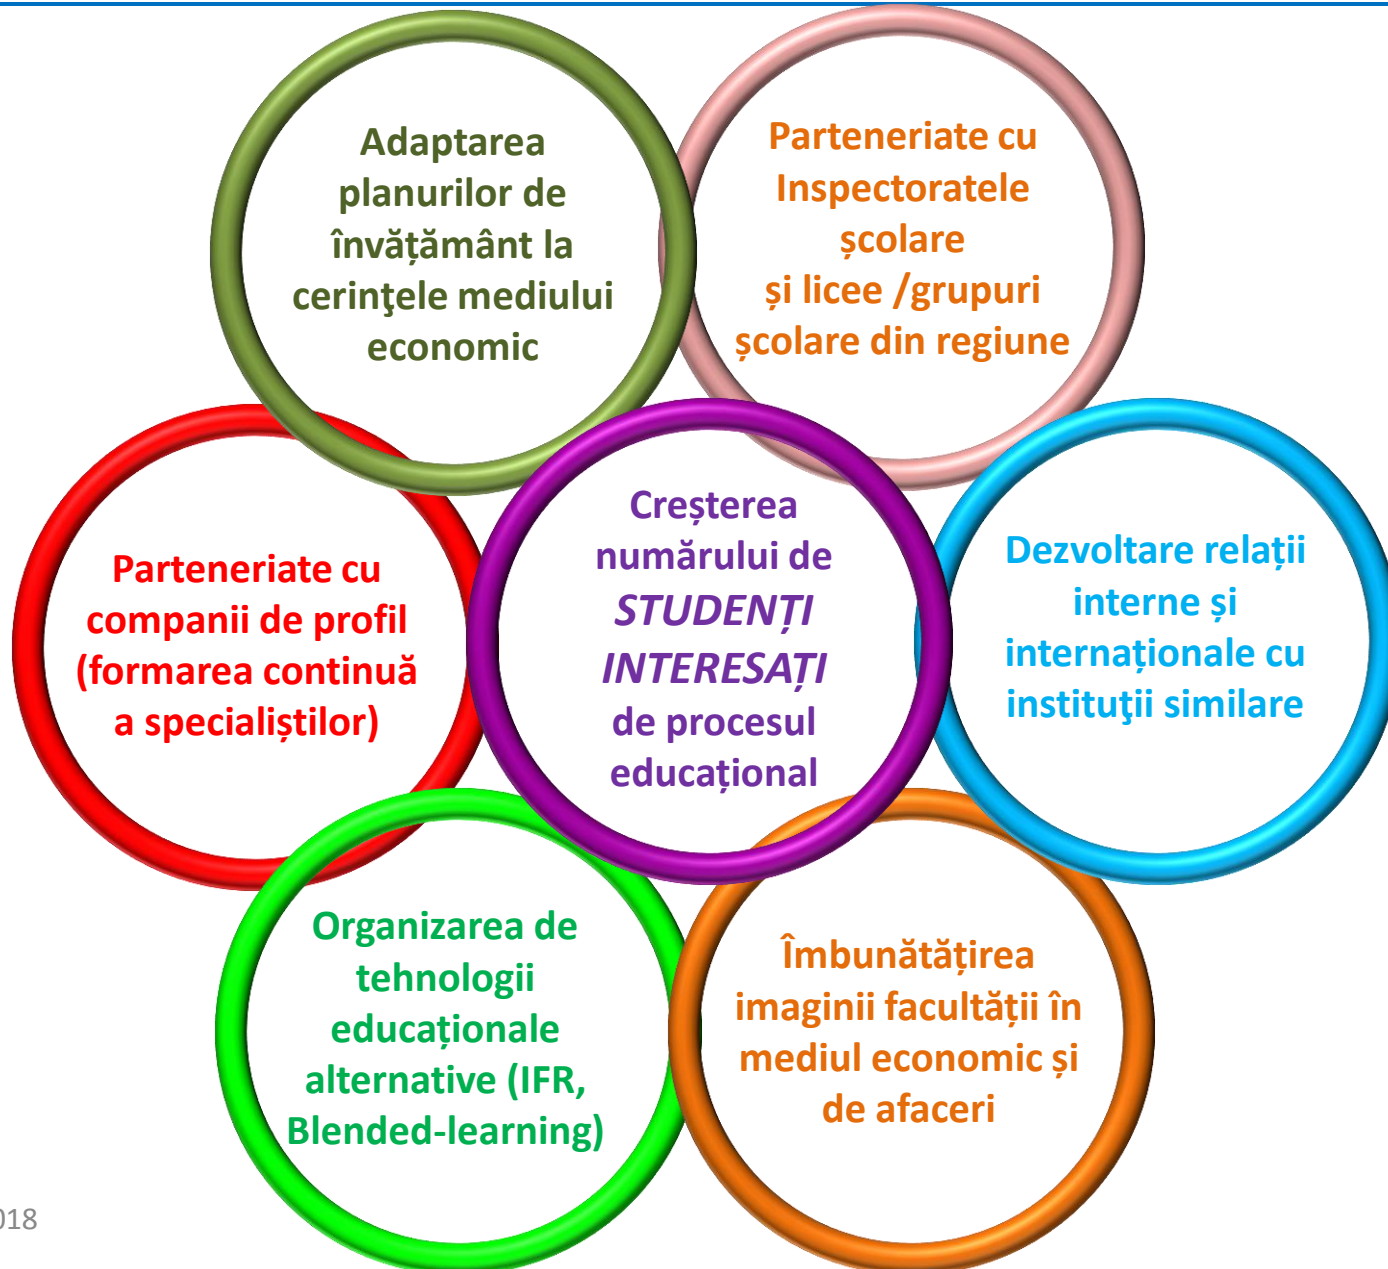 Adaptarea
planurilor de
învățământ la
cerinţele mediului
economic
Parteneriate cu
Inspectoratele
școlare
și licee /grupuri
școlare din regiune
Parteneriate cu
companii de profil
(formarea continuă
a specialiștilor)
Creșterea
numărului de
STUDENȚI
INTERESAȚI
de procesul
educațional
Dezvoltare relații
interne și
internaționale cu
instituţii similare
Organizarea de
tehnologii
educaționale
alternative (IFR,
Blended-learning)
Îmbunătățirea
imaginii facultății în
mediul economic și
de afaceri
018